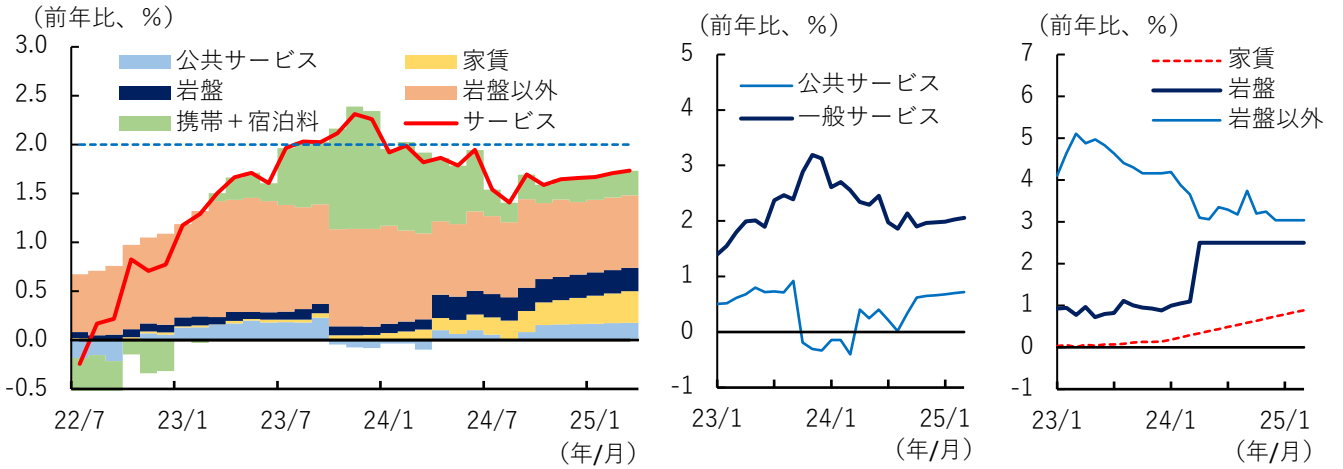 (前年比、%)
3.0
2.5
2.0
1.5
1.0
0.5
0.0
-0.5
公共サービス
家賃
岩盤
岩盤以外
携帯＋宿泊料
サービス
22/7
23/1
23/7
24/1
24/7
25/1
(年/月)
(前年比、%)
5
4
3
2
1
0
-1
公共サービス
一般サービス
23/1
24/1
25/1
(年/月)
(前年比、%)
7
6
5
4
3
2
1
0
-1
家賃
岩盤
岩盤以外
23/1
24/1
25/1
(年/月)